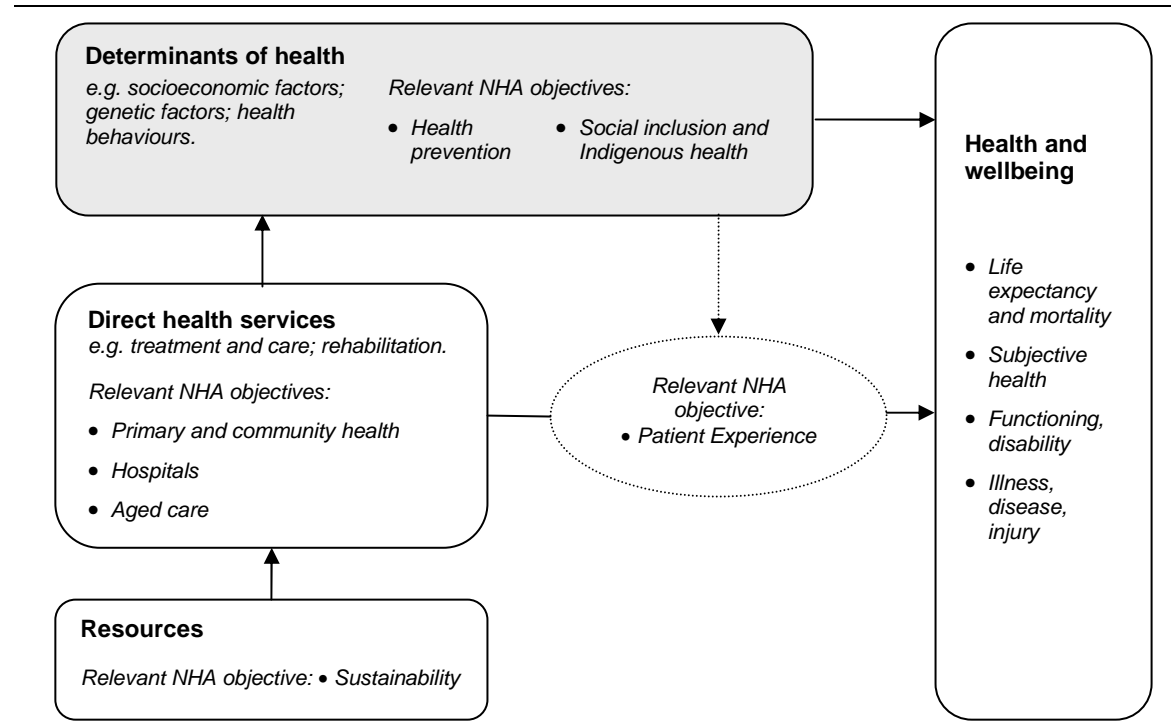 Determinants of health
e.g. socioeconomic factors;
genetic factors; health
behaviours.
Relevant NHA objectives:
• Health
prevention
• Social inclusion and
Indigenous health
Direct health services
e.g. treatment and care; rehabilitation.
Relevant NHA objectives:
• Primary and community health
• Hospitals
• Aged care
Relevant NHA
objective:
• Patient Experience
Resources
Relevant NHA objective: • Sustainability
Health and
wellbeing
• Life
expectancy
and mortality
• Subjective
health
• Functioning,
disability
• Illness,
disease,
injury